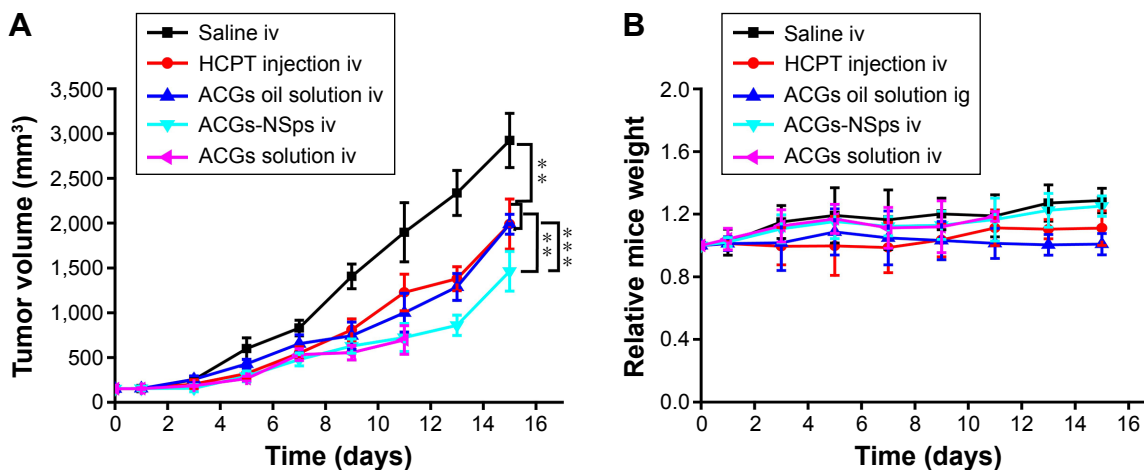 A
Saline iv
HCPT injection iv
ACGs oil solution iv
ACGs-NSps iv
ACGs solution iv
Tumor volume (mm³)
3,500
3,000
2,500
2,000
1,500
1,000
500
0
0 2 4 6 8 10 12 14 16
Time (days)
**
**
***
B
Saline iv
HCPT injection iv
ACGs oil solution ig
ACGs-NSps iv
ACGs solution iv
Relative mice weight
2.0
1.6
1.2
0.8
0.4
0.0
0 2 4 6 8 10 12 14 16
Time (days)